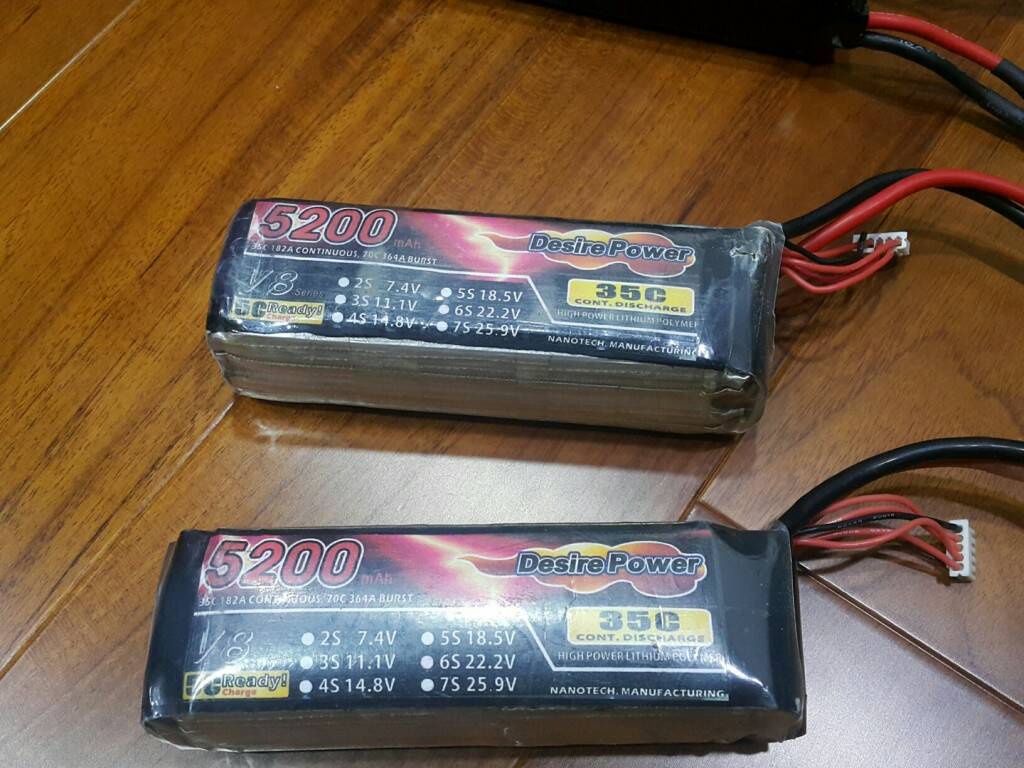 5200 mAh
Desire Power
35C 182A CONTINUOUS, 70C 364A BURST
V8 Series
2S 7.4V
5S 18.5V
3S 11.1V
6S 22.2V
4S 14.8V
7S 25.9V
5C Ready!
Charge
35C
CONT. DISCHARGE
HIGH POWER LITHIUM POLYMER
NANOTECH. MANUFACTURING
5200 mAh
Desire Power
35C 182A CONTINUOUS, 70C 364A BURST
V8
2S 7.4V
5S 18.5V
3S 11.1V
6S 22.2V
4S 14.8V
7S 25.9V
5C Ready!
Charge
35C
CONT. DISCHARGE
HIGH POWER LITHIUM POLYMER
NANOTECH. MANUFACTURING